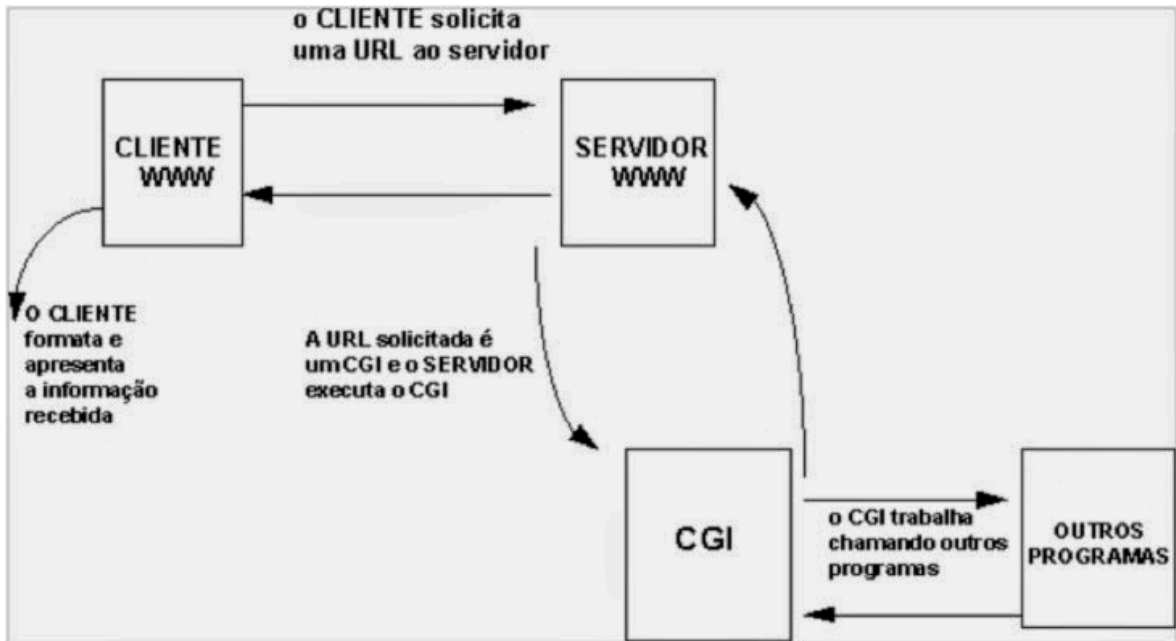 o CLIENTE solicita
uma URL ao servidor
CLIENTE
WWW
SERVIDOR
WWW
O CLIENTE
formata e
apresenta
a informação
recebida
A URL solicitada é
um CGI e o SERVIDOR
executa o CGI
CGI
o CGI trabalha
chamando outros
programas
OUTROS
PROGRAMAS